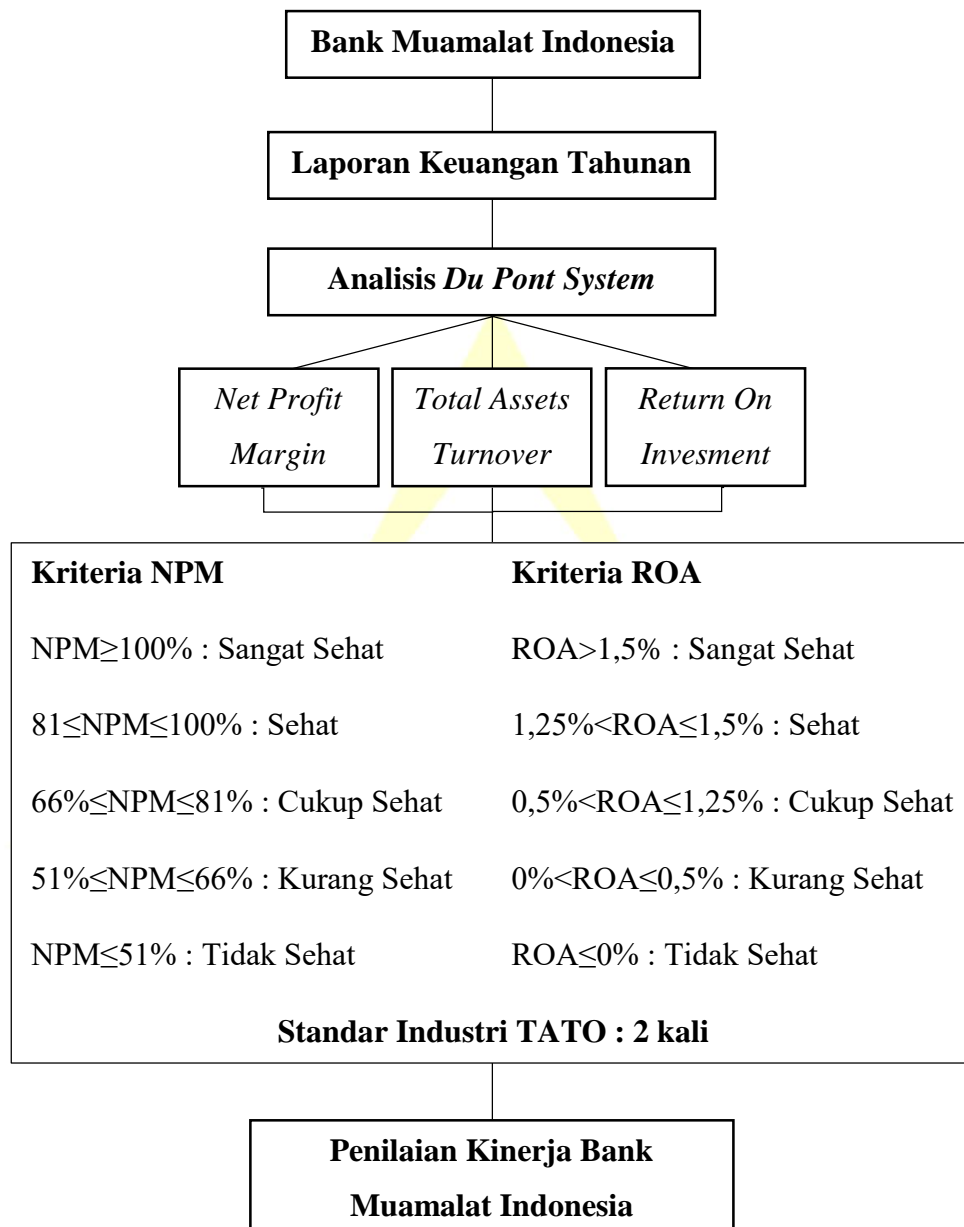 Bank Muamalat Indonesia
Laporan Keuangan Tahunan
Analisis Du Pont System
Net Profit
Margin
Total Assets
Turnover
Return On
Invesment
Kriteria NPM
NPM≥100% : Sangat Sehat
81≤NPM≤100% : Sehat
66%≤NPM≤81% : Cukup Sehat
51%≤NPM≤66% : Kurang Sehat
NPM≤51% : Tidak Sehat
Kriteria ROA
ROA>1,5% : Sangat Sehat
1,25%<ROA≤1,5% : Sehat
0,5%<ROA≤1,25% : Cukup Sehat
0%<ROA≤0,5% : Kurang Sehat
ROA≤0% : Tidak Sehat
Standar Industri TATO : 2 kali
Penilaian Kinerja Bank
Muamalat Indonesia